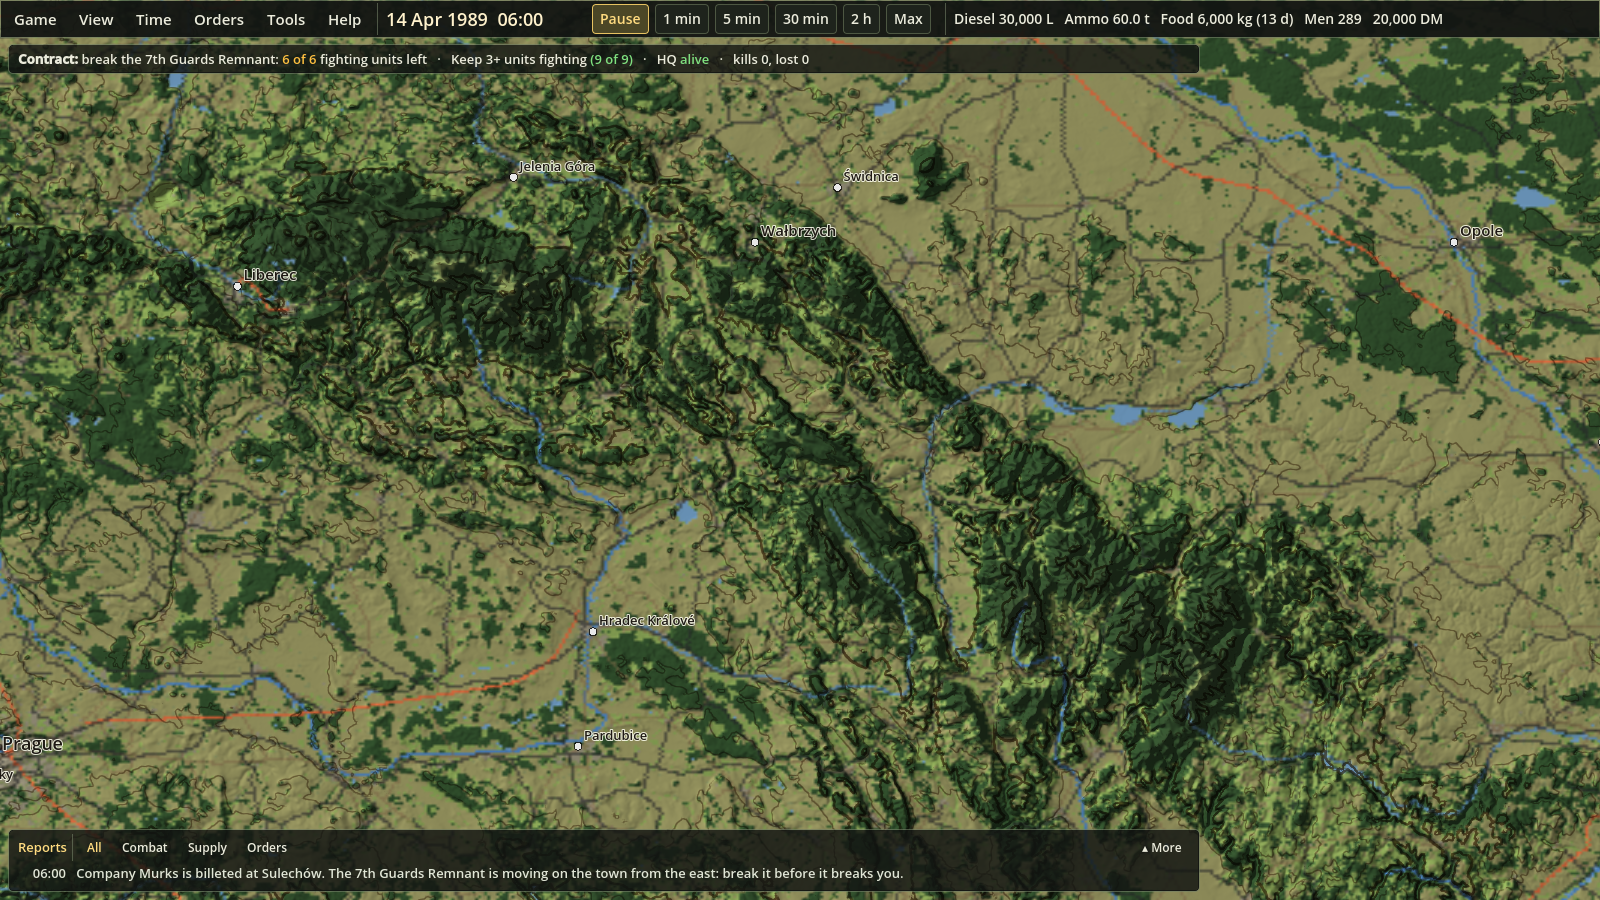 Game View Time Orders Tools Help 14 Apr 1989 06:00 Pause 1 min 5 min 30 min 2 h Max Diesel 30,000 L Ammo 60.0 t Food 6,000 kg (13 d) Men 289 20,000 DM
Contract: break the 7th Guards Remnant: 6 of 6 fighting units left · Keep 3+ units fighting (9 of 9) · HQ alive · kills 0, lost 0
Jelenia Góra
Świdnica
Wałbrzych
Opole
Liberec
Hradec Králové
Pardubice
Prague
ky
Reports All Combat Supply Orders ▴ More
06:00 Company Murks is billeted at Sulechów. The 7th Guards Remnant is moving on the town from the east: break it before it breaks you.